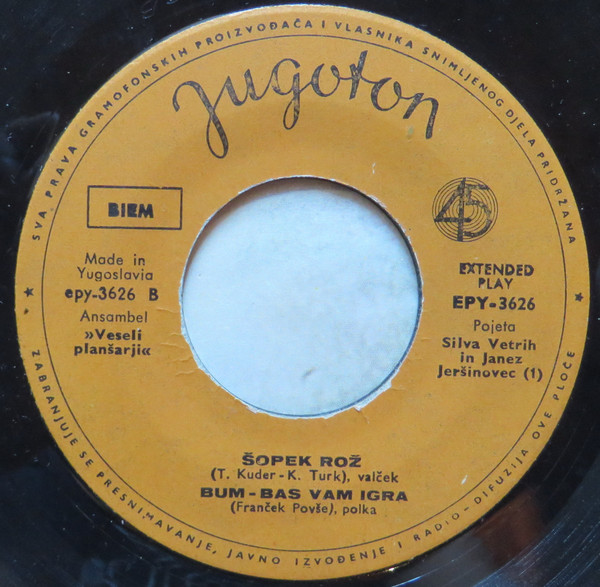 SVA PRAVA GRAMOFONSKIH PROIZVOĐAČA I VLASNIKA SNIMLJENOG DJELA PRIDRŽANA
Jugoton
BIEM
45
Made in
Yugoslavia
epy-3626 B
Ansambel
»Veseli
planšarji«
EXTENDED
PLAY
EPY-3626
Pojeta
Silva Vetrih
in Janez
Jeršinovec (1)
ŠOPEK ROŽ
(T. Kuder - K. Turk), valček
BUM-BAS VAM IGRA
(Franček Povše), polka
ZABRANJUJE SE PRESNIMAVANJE, JAVNO IZVOĐENJE I RADIO-DIFUZIJA OVE PLOČE